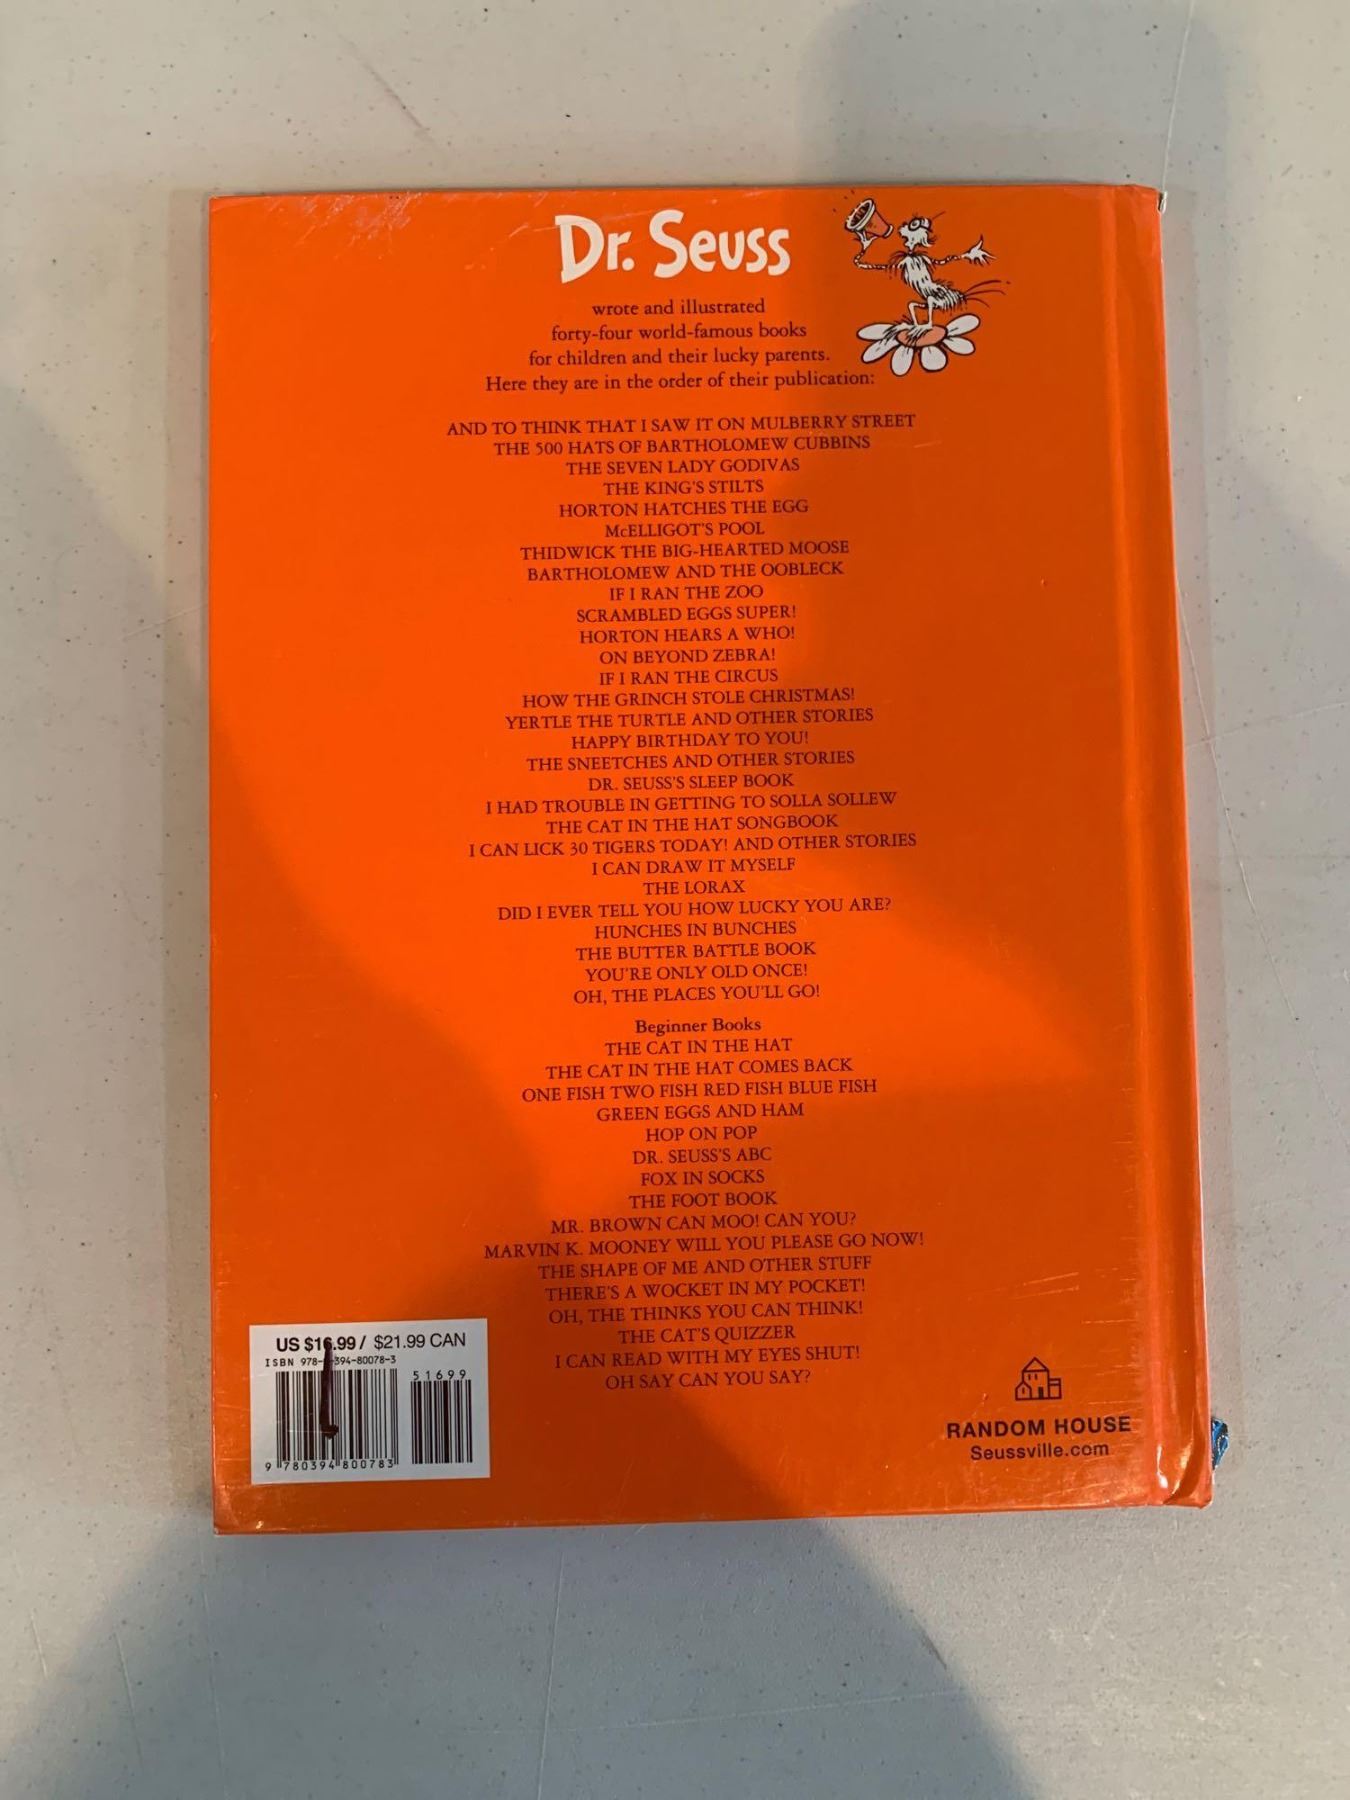 Dr. Seuss
wrote and illustrated
forty-four world-famous books
for children and their lucky parents.
Here they are in the order of their publication:
AND TO THINK THAT I SAW IT ON MULBERRY STREET
THE 500 HATS OF BARTHOLOMEW CUBBINS
THE SEVEN LADY GODIVAS
THE KING'S STILTS
HORTON HATCHES THE EGG
McELLIGOT'S POOL
THIDWICK THE BIG-HEARTED MOOSE
BARTHOLOMEW AND THE OOBLECK
IF I RAN THE ZOO
SCRAMBLED EGGS SUPER!
HORTON HEARS A WHO!
ON BEYOND ZEBRA!
IF I RAN THE CIRCUS
HOW THE GRINCH STOLE CHRISTMAS!
YERTLE THE TURTLE AND OTHER STORIES
HAPPY BIRTHDAY TO YOU!
THE SNEETCHES AND OTHER STORIES
DR. SEUSS'S SLEEP BOOK
I HAD TROUBLE IN GETTING TO SOLLA SOLLEW
THE CAT IN THE HAT SONGBOOK
I CAN LICK 30 TIGERS TODAY! AND OTHER STORIES
I CAN DRAW IT MYSELF
THE LORAX
DID I EVER TELL YOU HOW LUCKY YOU ARE?
HUNCHES IN BUNCHES
THE BUTTER BATTLE BOOK
YOU'RE ONLY OLD ONCE!
OH, THE PLACES YOU'LL GO!
Beginner Books
THE CAT IN THE HAT
THE CAT IN THE HAT COMES BACK
ONE FISH TWO FISH RED FISH BLUE FISH
GREEN EGGS AND HAM
HOP ON POP
DR. SEUSS'S ABC
FOX IN SOCKS
THE FOOT BOOK
MR. BROWN CAN MOO! CAN YOU?
MARVIN K. MOONEY WILL YOU PLEASE GO NOW!
THE SHAPE OF ME AND OTHER STUFF
THERE'S A WOCKET IN MY POCKET!
OH, THE THINKS YOU CAN THINK!
THE CAT'S QUIZZER
I CAN READ WITH MY EYES SHUT!
OH SAY CAN YOU SAY?
US $16.99 / $21.99 CAN
ISBN 978-0-394-80078-3
51699
9 780394 800783
RANDOM HOUSE
Seussville.com